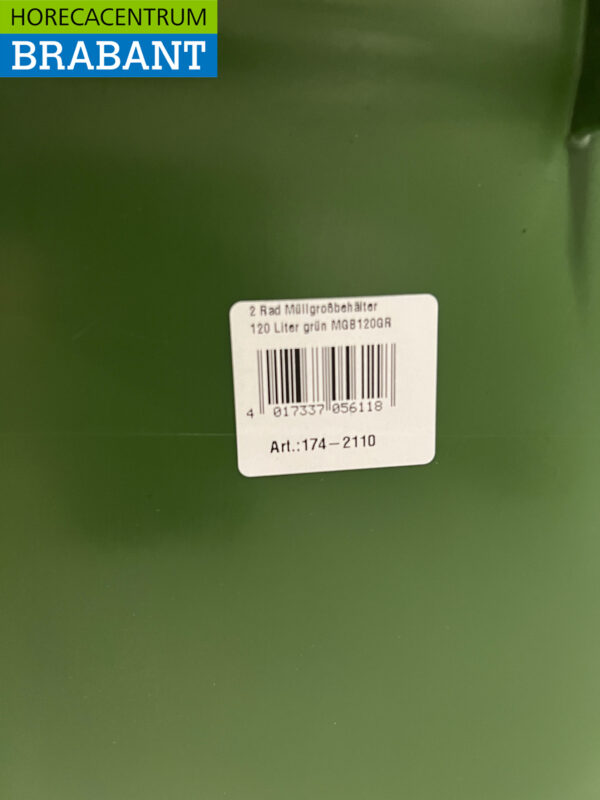 HORECACENTRUM
BRABANT
2 Rad Müllgroßbehälter
120 Liter grün MGB120GR
4 017337 056118
Art.:174-2110